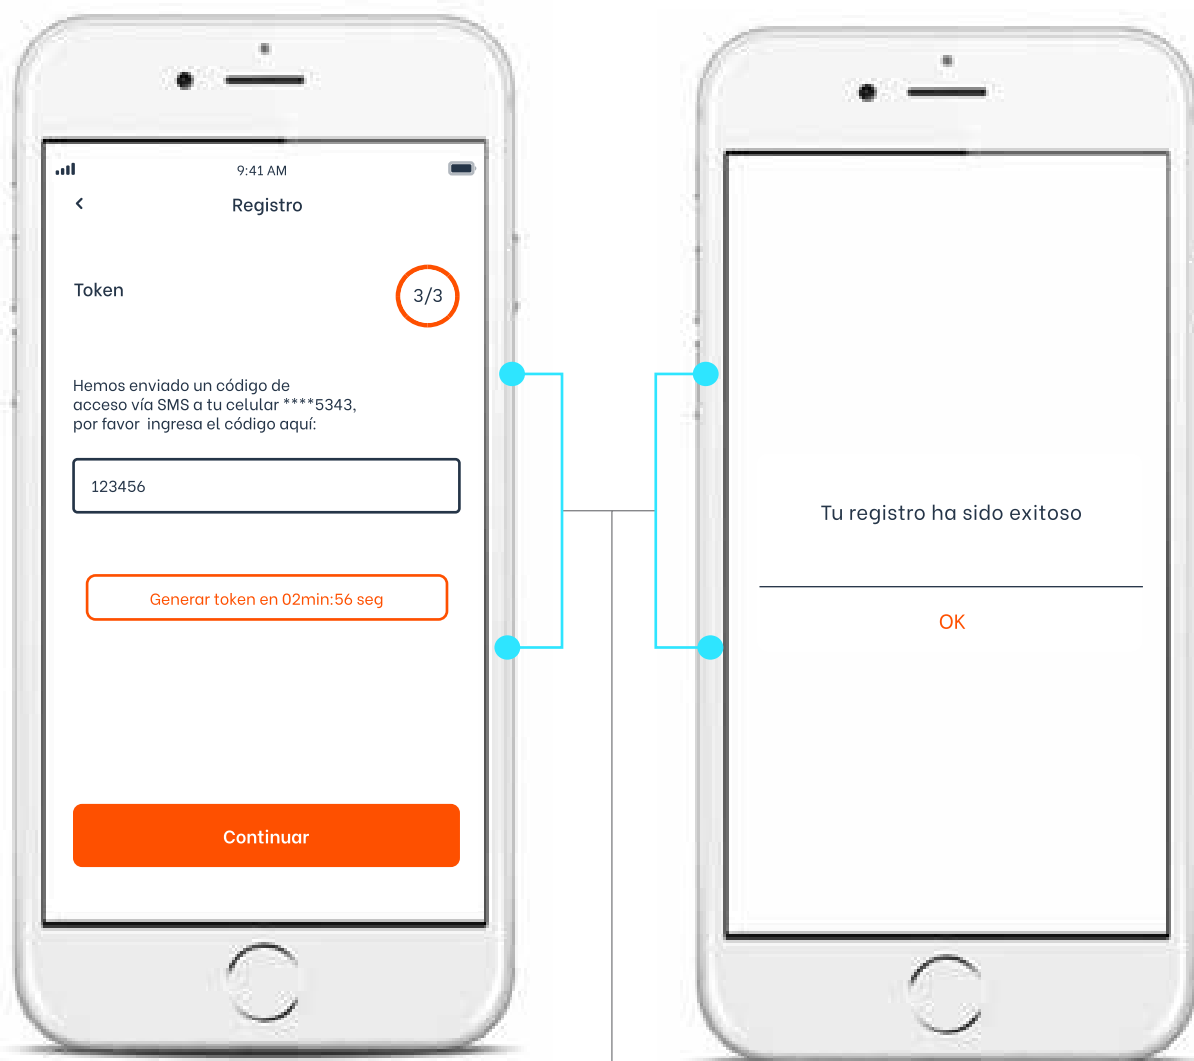 9:41 AM
Registro
Token
3/3
Hemos enviado un código de
acceso vía SMS a tu celular ****5343,
por favor ingresa el código aquí:
123456
Generar token en 02min:56 seg
Continuar
Tu registro ha sido exitoso
OK